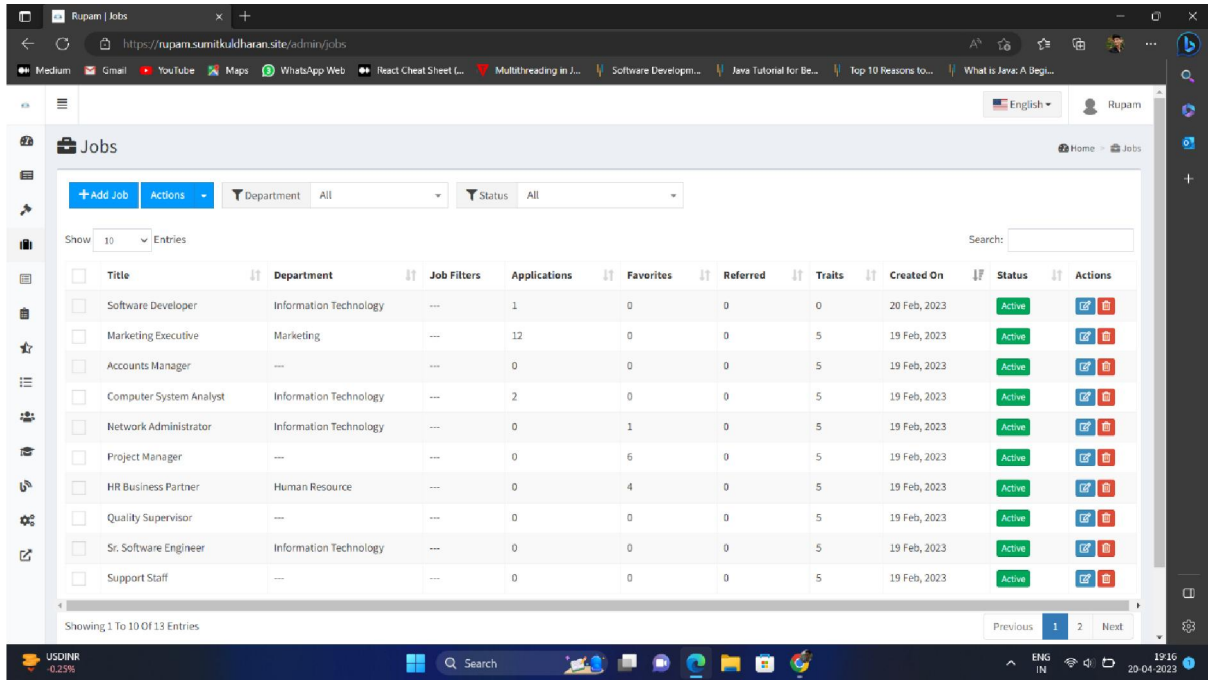 Rupam | Jobs
https://rupam.sumitkuldharan.site/admin/jobs
Medium Gmail YouTube Maps WhatsApp Web React Cheat Sheet (... Multithreading in J... Software Developm... Java Tutorial for Be... Top 10 Reasons to... What is Java: A Begi...
English Rupam
Jobs Home > Jobs
+Add Job Actions Department All Status All
Show 10 Entries Search:
Title Department Job Filters Applications Favorites Referred Traits Created On Status Actions
Software Developer Information Technology --- 1 0 0 0 20 Feb, 2023 Active
Marketing Executive Marketing --- 12 0 0 5 19 Feb, 2023 Active
Accounts Manager --- --- 0 0 0 5 19 Feb, 2023 Active
Computer System Analyst Information Technology --- 2 0 0 5 19 Feb, 2023 Active
Network Administrator Information Technology --- 0 1 0 5 19 Feb, 2023 Active
Project Manager --- --- 0 6 0 5 19 Feb, 2023 Active
HR Business Partner Human Resource --- 0 4 0 5 19 Feb, 2023 Active
Quality Supervisor --- --- 0 0 0 5 19 Feb, 2023 Active
Sr. Software Engineer Information Technology --- 0 0 0 5 19 Feb, 2023 Active
Support Staff --- --- 0 0 0 5 19 Feb, 2023 Active
Showing 1 To 10 Of 13 Entries Previous 1 2 Next
USDINR
-0.25%
Search
ENG
IN
19:16
20-04-2023
1